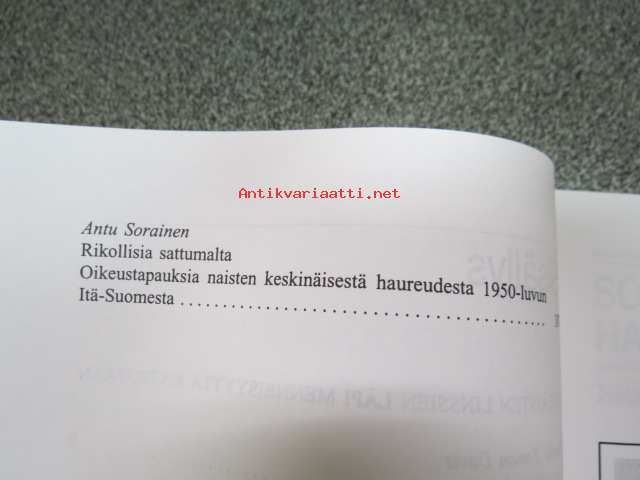 Antikvariaatti.net
Antu Sorainen
Rikollisia sattumalta
Oikeustapauksia naisten keskinäisestä haureudesta 1950-luvun
Itä-Suomesta ........................................